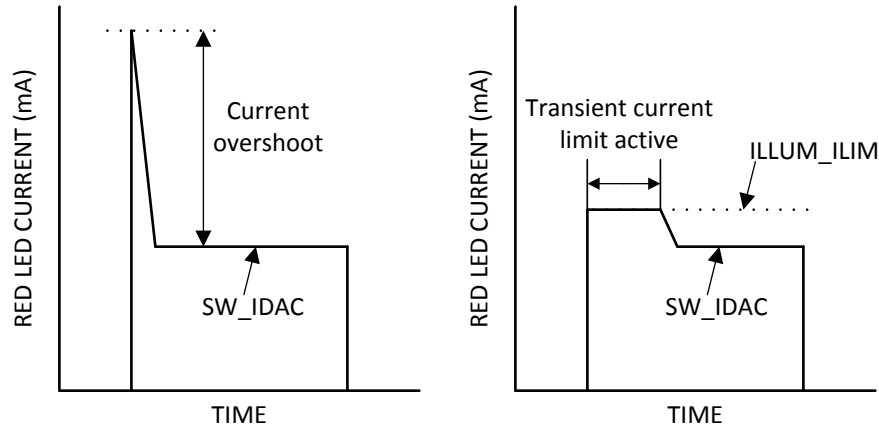 RED LED CURRENT (mA)
Current
overshoot
SW_IDAC
TIME
RED LED CURRENT (mA)
Transient current
limit active
ILLUM_ILIM
SW_IDAC
TIME